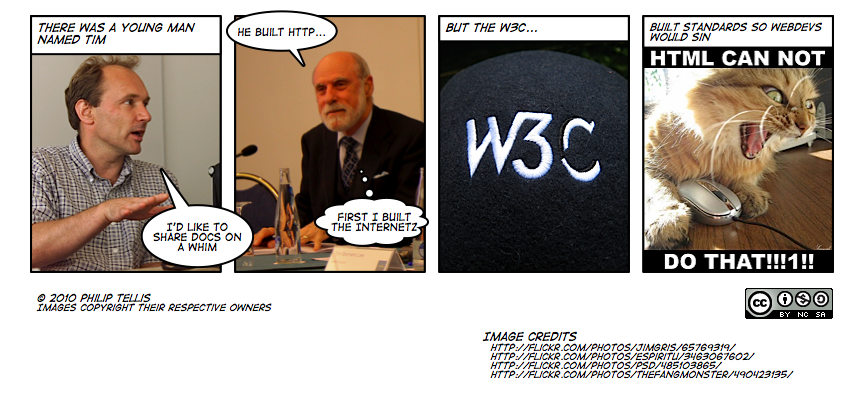 THERE WAS A YOUNG MAN
NAMED TIM
I'D LIKE TO
SHARE DOCS ON
A WHIM
HE BUILT HTTP...
FIRST I BUILT
THE INTERNETZ
BUT THE W3C...
W3C
BUILT STANDARDS SO WEBDEVS
WOULD SIN
HTML CAN NOT
DO THAT!!!1!!
© 2010 PHILIP TELLIS
IMAGES COPYRIGHT THEIR RESPECTIVE OWNERS
CC
BY NC SA
IMAGE CREDITS
HTTP://FLICKR.COM/PHOTOS/JIMGRIS/65769319/
HTTP://FLICKR.COM/PHOTOS/ESPIRITU/3463067602/
HTTP://FLICKR.COM/PHOTOS/PSD/485103865/
HTTP://FLICKR.COM/PHOTOS/THEFANGMONSTER/490423135/